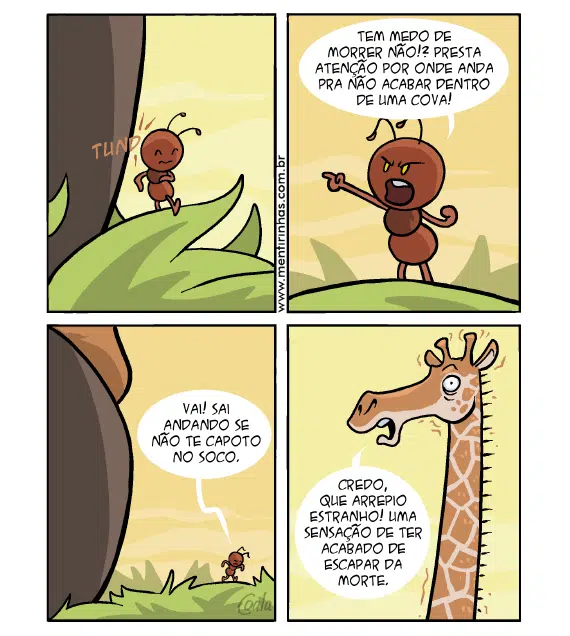 TUND
TEM MEDO DE
MORRER NÃO!? PRESTA
ATENÇÃO POR ONDE ANDA
PRA NÃO ACABAR DENTRO
DE UMA COVA!
www.mentirinhas.com.br
VAI! SAI
ANDANDO SE
NÃO TE CAPOTO
NO SOCO.
CREDO,
QUE ARREPIO
ESTRANHO! UMA
SENSAÇÃO DE TER
ACABADO DE
ESCAPAR DA
MORTE.